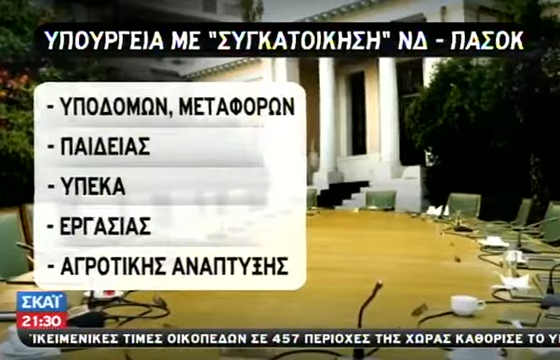 ΥΠΟΥΡΓΕΙΑ ΜΕ "ΣΥΓΚΑΤΟΙΚΗΣΗ" ΝΔ - ΠΑΣΟΚ
- ΥΠΟΔΟΜΩΝ, ΜΕΤΑΦΟΡΩΝ
- ΠΑΙΔΕΙΑΣ
- ΥΠΕΚΑ
- ΕΡΓΑΣΙΑΣ
- ΑΓΡΟΤΙΚΗΣ ΑΝΑΠΤΥΞΗΣ
ΣΚΑΪ
21:30
ΙΚΕΙΜΕΝΙΚΕΣ ΤΙΜΕΣ ΟΙΚΟΠΕΔΩΝ ΣΕ 457 ΠΕΡΙΟΧΕΣ ΤΗΣ ΧΩΡΑΣ ΚΑΘΟΡΙΣΕ ΤΟ Υ